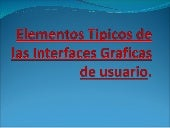 Elementos Tipicos de
las Interfaces Graficas
de usuario.